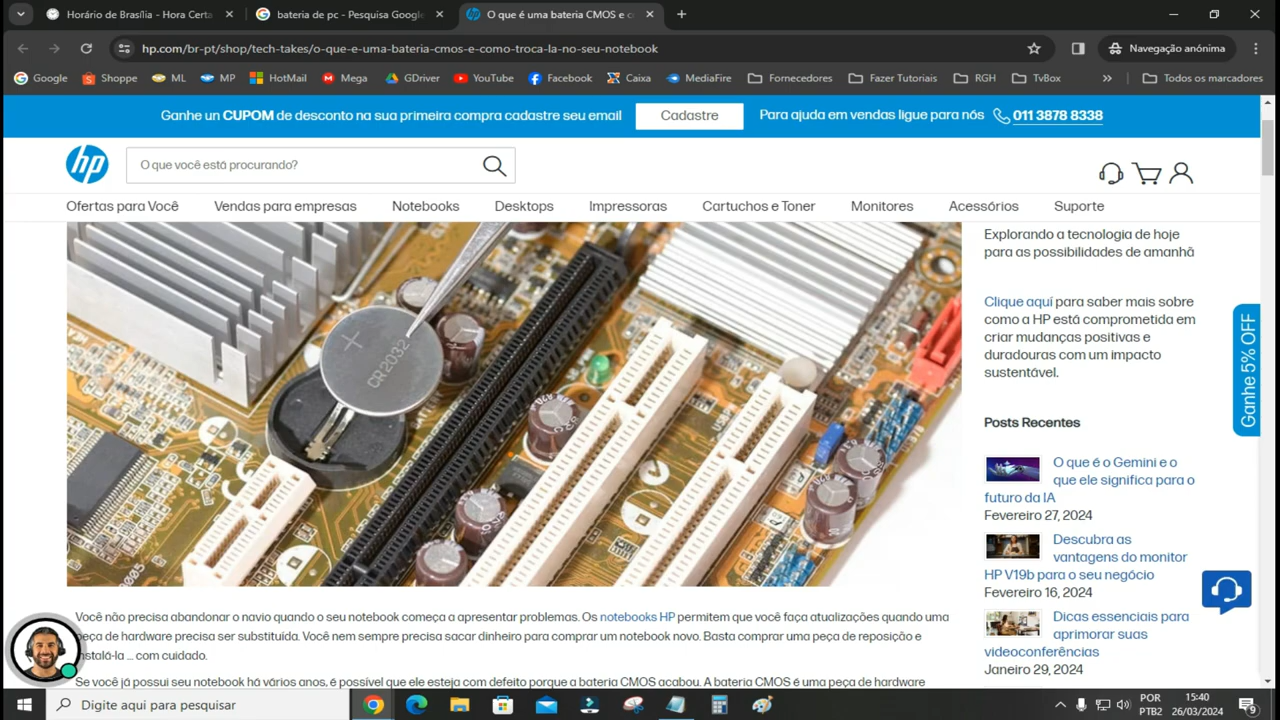 Horário de Brasília - Hora Certa
bateria de pc - Pesquisa Google
O que é uma bateria CMOS e c
hp.com/br-pt/shop/tech-takes/o-que-e-uma-bateria-cmos-e-como-troca-la-no-seu-notebook
Navegação anônima
Google Shoppe ML MP HotMail Mega GDriver YouTube Facebook Caixa MediaFire Fornecedores Fazer Tutoriais RGH TvBox » Todos os marcadores
Ganhe un CUPOM de desconto na sua primeira compra cadastre seu email Cadastre Para ajuda em vendas ligue para nós 011 3878 8338
hp O que você está procurando?
Ofertas para Você Vendas para empresas Notebooks Desktops Impressoras Cartuchos e Toner Monitores Acessórios Suporte
CR2032
Explorando a tecnologia de hoje
para as possibilidades de amanhã
Clique aquí para saber mais sobre
como a HP está comprometida em
criar mudanças positivas e
duradouras com um impacto
sustentável.
Ganhe 5% OFF
Posts Recentes
O que é o Gemini e o
que ele significa para o
futuro da IA
Fevereiro 27, 2024
Descubra as
vantagens do monitor
HP V19b para o seu negócio
Fevereiro 16, 2024
Dicas essenciais para
aprimorar suas
videoconferências
Janeiro 29, 2024
Você não precisa abandonar o navio quando o seu notebook começa a apresentar problemas. Os notebooks HP permitem que você faça atualizações quando uma
peça de hardware precisa ser substituída. Você nem sempre precisa sacar dinheiro para comprar um notebook novo. Basta comprar uma peça de reposição e
instalá-la ... com cuidado.
Se você já possui seu notebook há vários anos, é possível que ele esteja com defeito porque a bateria CMOS acabou. A bateria CMOS é uma peça de hardware
Digite aqui para pesquisar
POR
PTB2
15:40
26/03/2024
9